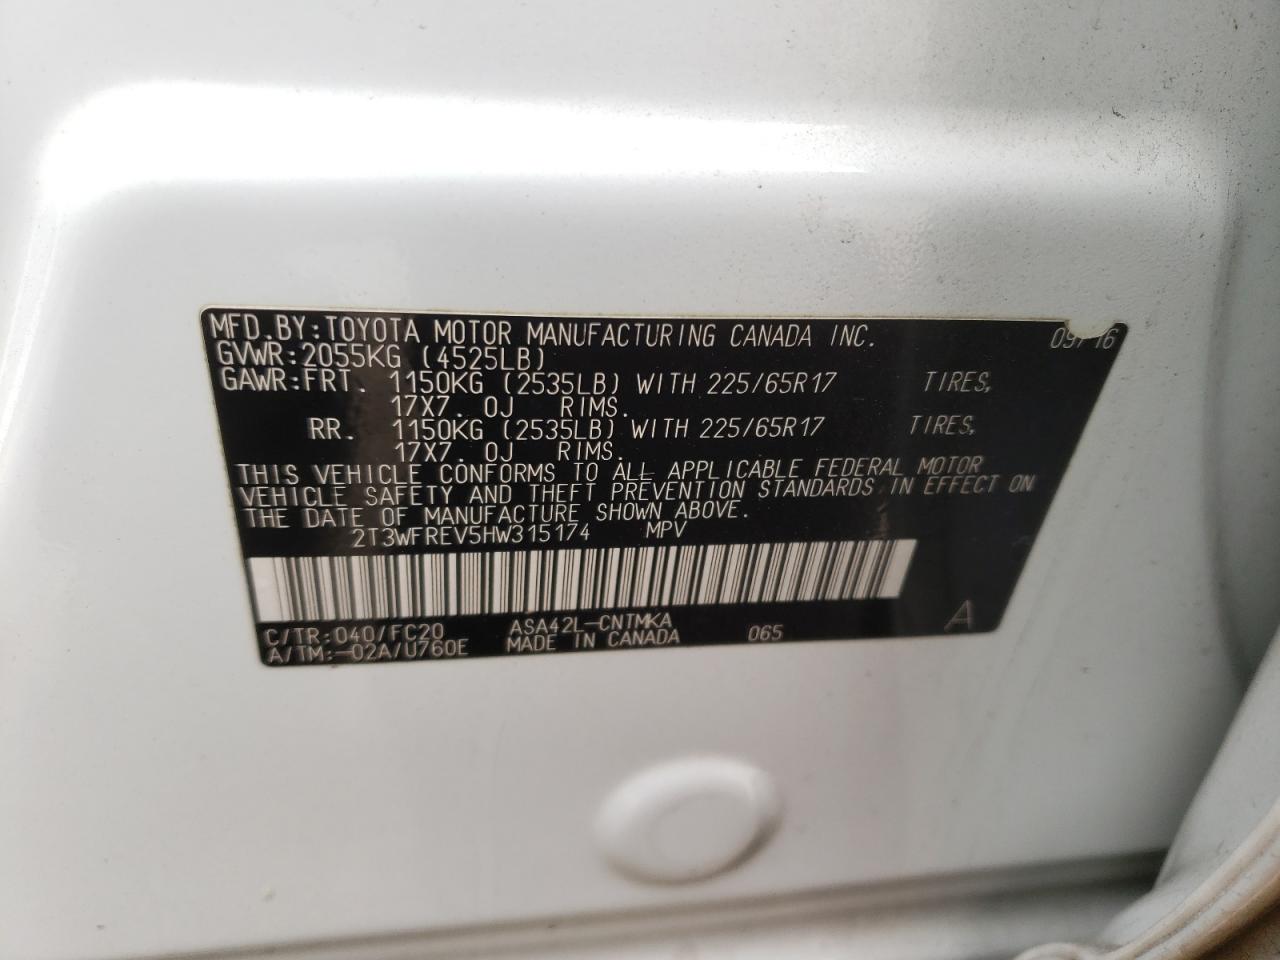 MFD.BY:TOYOTA MOTOR MANUFACTURING CANADA INC. 09/16
GVWR:2055KG (4525LB)
GAWR:FRT. 1150KG (2535LB) WITH 225/65R17 TIRES,
17X7.0J RIMS.
RR. 1150KG (2535LB) WITH 225/65R17 TIRES,
17X7.0J RIMS.
THIS VEHICLE CONFORMS TO ALL APPLICABLE FEDERAL MOTOR
VEHICLE SAFETY AND THEFT PREVENTION STANDARDS IN EFFECT ON
THE DATE OF MANUFACTURE SHOWN ABOVE.
2T3WFREV5HW315174 MPV
C/TR:040/FC20 ASA42L-CNTMKA
A/TM:-02A/U760E MADE IN CANADA 065 A